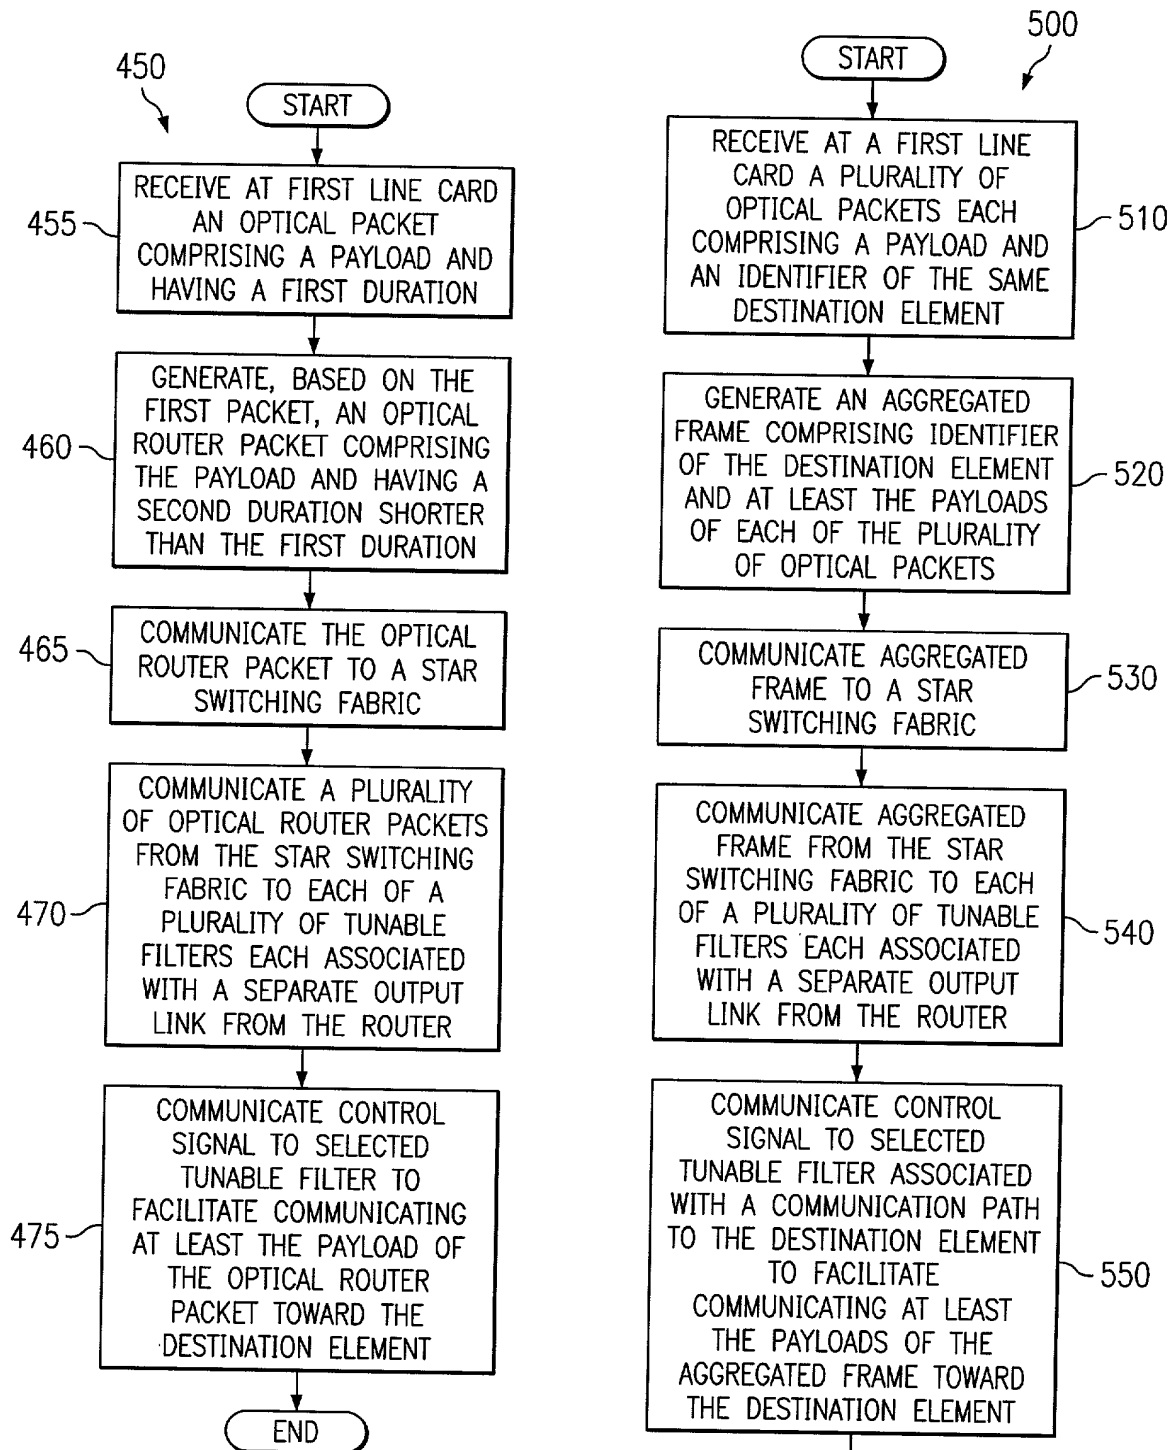 450
START
RECEIVE AT FIRST LINE CARD
AN OPTICAL PACKET
COMPRISING A PAYLOAD AND
HAVING A FIRST DURATION
455
GENERATE, BASED ON THE
FIRST PACKET, AN OPTICAL
ROUTER PACKET COMPRISING
THE PAYLOAD AND HAVING A
SECOND DURATION SHORTER
THAN THE FIRST DURATION
460
COMMUNICATE THE OPTICAL
ROUTER PACKET TO A STAR
SWITCHING FABRIC
465
COMMUNICATE A PLURALITY
OF OPTICAL ROUTER PACKETS
FROM THE STAR SWITCHING
FABRIC TO EACH OF A
PLURALITY OF TUNABLE
FILTERS EACH ASSOCIATED
WITH A SEPARATE OUTPUT
LINK FROM THE ROUTER
470
COMMUNICATE CONTROL
SIGNAL TO SELECTED
TUNABLE FILTER TO
FACILITATE COMMUNICATING
AT LEAST THE PAYLOAD OF
THE OPTICAL ROUTER
PACKET TOWARD THE
DESTINATION ELEMENT
475
END
500
START
RECEIVE AT A FIRST LINE
CARD A PLURALITY OF
OPTICAL PACKETS EACH
COMPRISING A PAYLOAD AND
AN IDENTIFIER OF THE SAME
DESTINATION ELEMENT
510
GENERATE AN AGGREGATED
FRAME COMPRISING IDENTIFIER
OF THE DESTINATION ELEMENT
AND AT LEAST THE PAYLOADS
OF EACH OF THE PLURALITY
OF OPTICAL PACKETS
520
COMMUNICATE AGGREGATED
FRAME TO A STAR
SWITCHING FABRIC
530
COMMUNICATE AGGREGATED
FRAME FROM THE STAR
SWITCHING FABRIC TO EACH
OF A PLURALITY OF TUNABLE
FILTERS EACH ASSOCIATED
WITH A SEPARATE OUTPUT
LINK FROM THE ROUTER
540
COMMUNICATE CONTROL
SIGNAL TO SELECTED
TUNABLE FILTER ASSOCIATED
WITH A COMMUNICATION PATH
TO THE DESTINATION ELEMENT
TO FACILITATE
COMMUNICATING AT LEAST
THE PAYLOADS OF THE
AGGREGATED FRAME TOWARD
THE DESTINATION ELEMENT
550